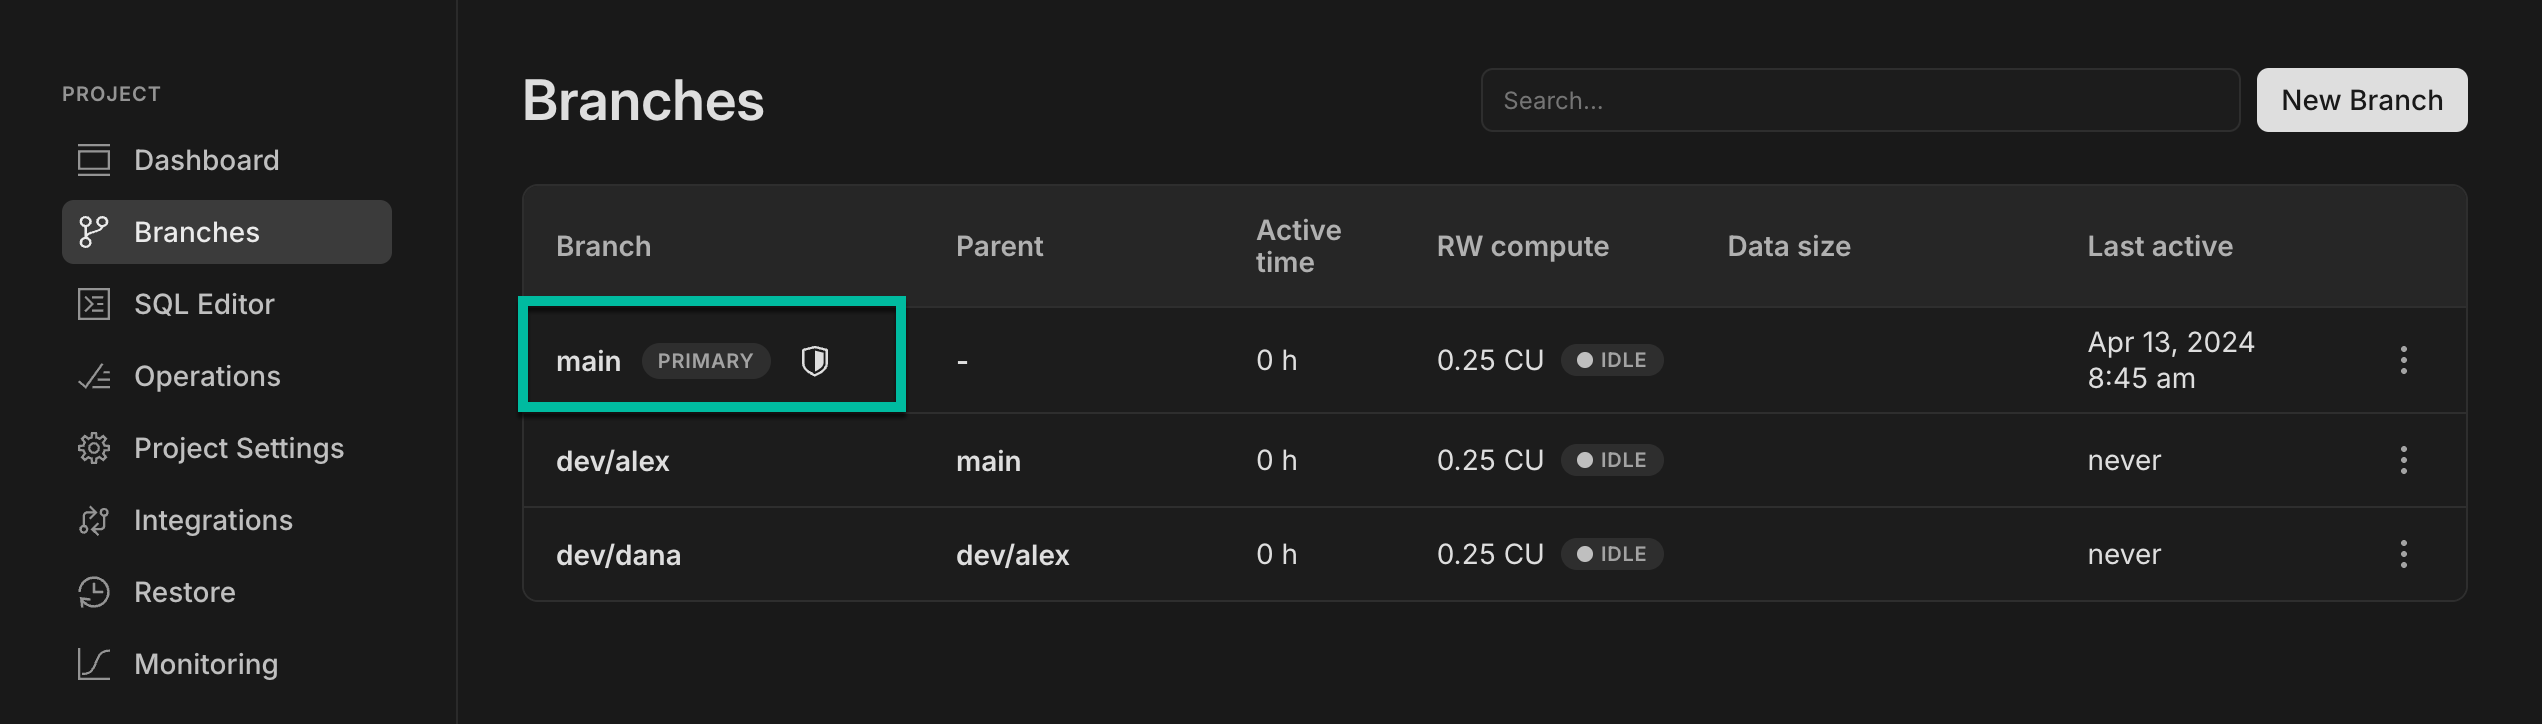 PROJECT
Dashboard
Branches
SQL Editor
Operations
Project Settings
Integrations
Restore
Monitoring
Branches
Search...
New Branch
Branch Parent Active time RW compute Data size Last active
main PRIMARY - 0 h 0.25 CU IDLE Apr 13, 2024 8:45 am
dev/alex main 0 h 0.25 CU IDLE never
dev/dana dev/alex 0 h 0.25 CU IDLE never